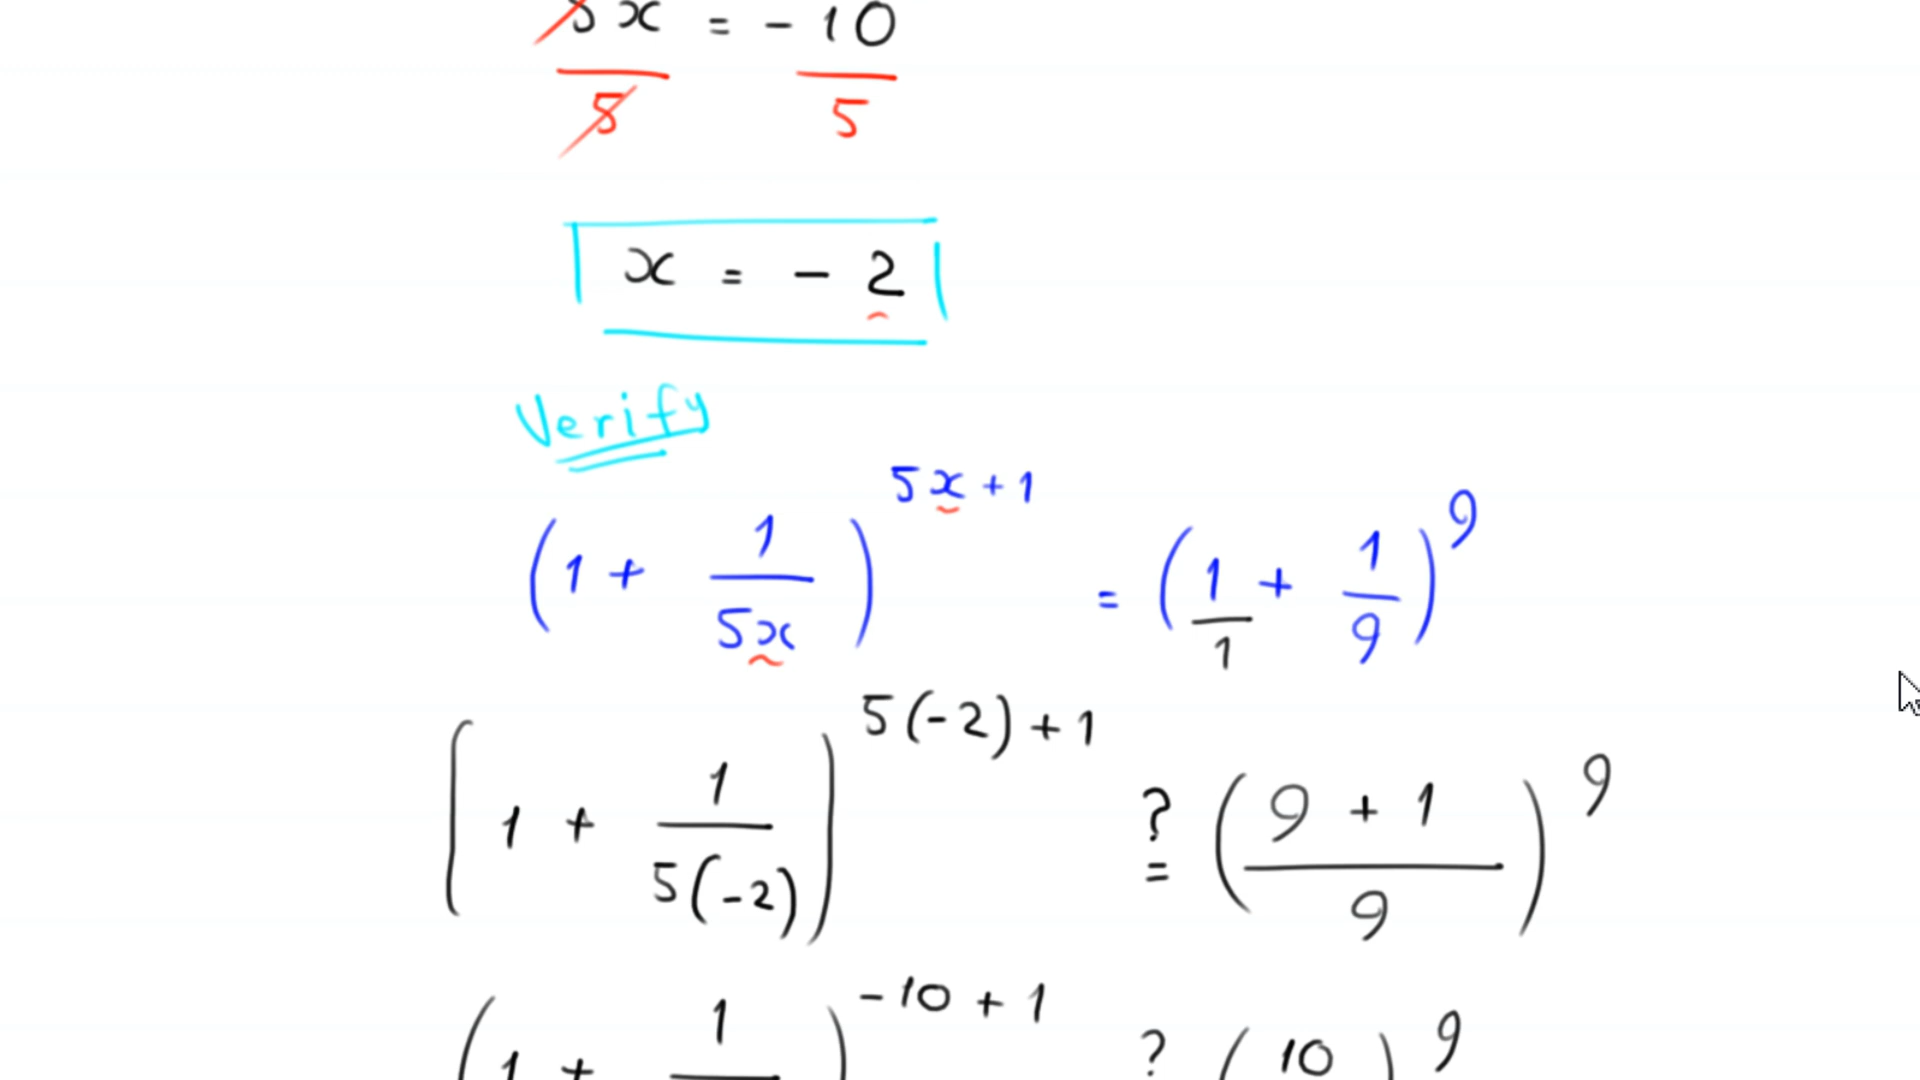 5x = - 10
5 5
x = - 2
Verify
(1 + 1/5x)^(5x + 1) = (1/1 + 1/9)^9
[1 + 1/5(-2)]^(5(-2) + 1) ?= (9 + 1/9)^9
(1 + 1/ )^(-10 + 1) ? (10 )^9